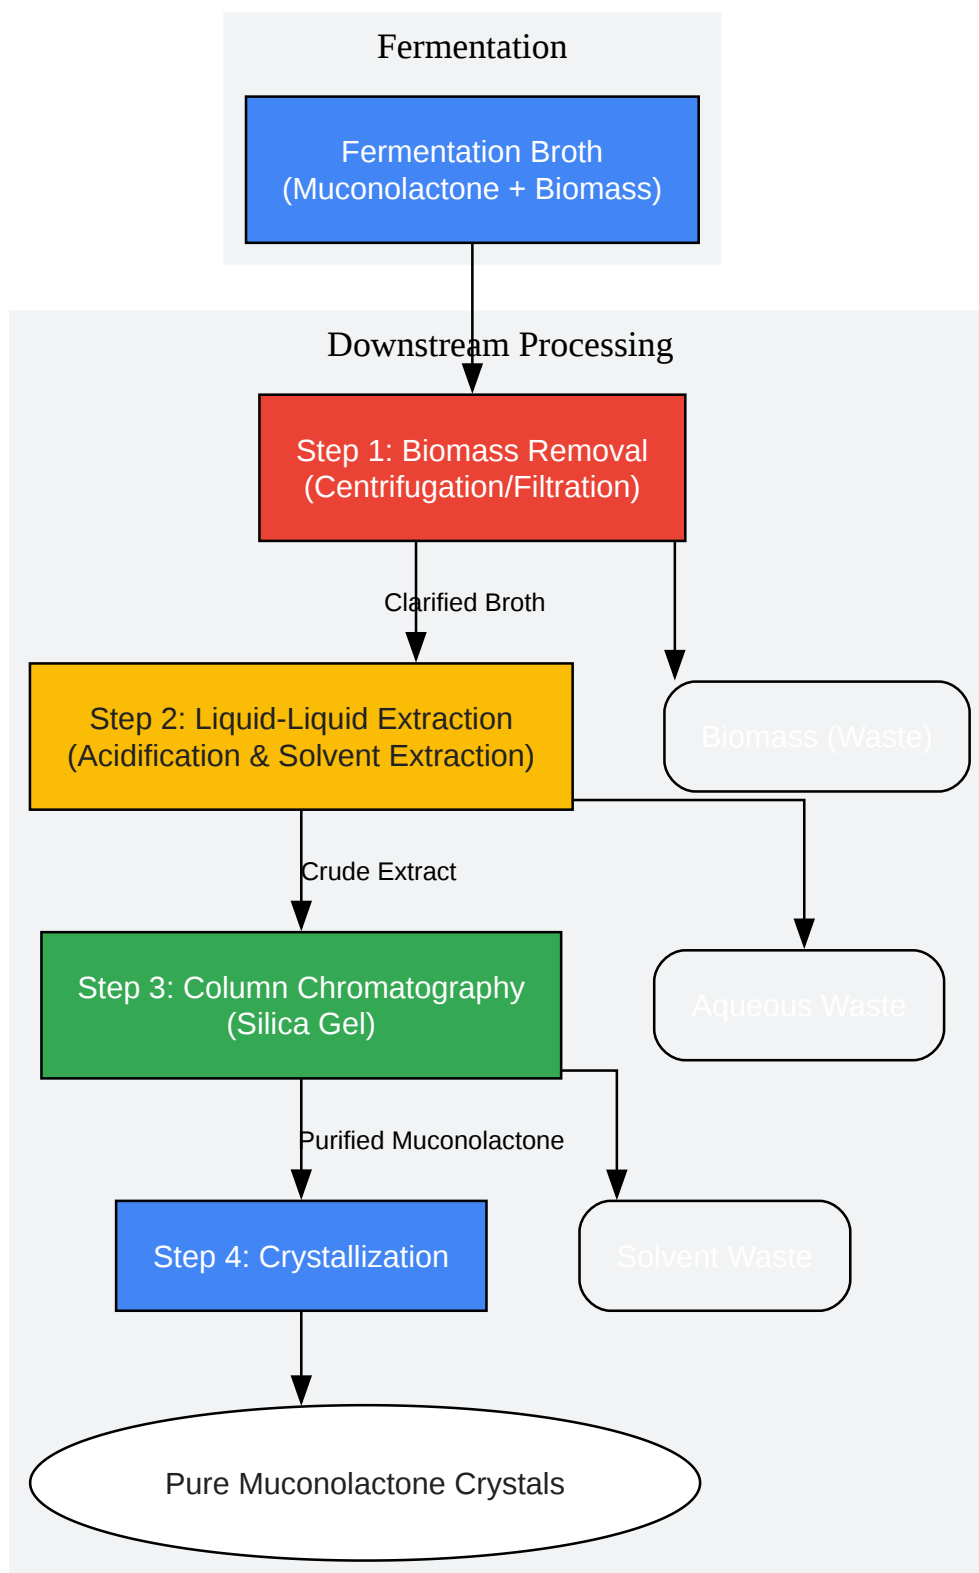 Fermentation
Fermentation Broth
(Muconolactone + Biomass)
Downstream Processing
Step 1: Biomass Removal
(Centrifugation/Filtration)
Clarified Broth
Step 2: Liquid-Liquid Extraction
(Acidification & Solvent Extraction)
Biomass (Waste)
Crude Extract
Step 3: Column Chromatography
(Silica Gel)
Aqueous Waste
Purified Muconolactone
Step 4: Crystallization
Solvent Waste
Pure Muconolactone Crystals